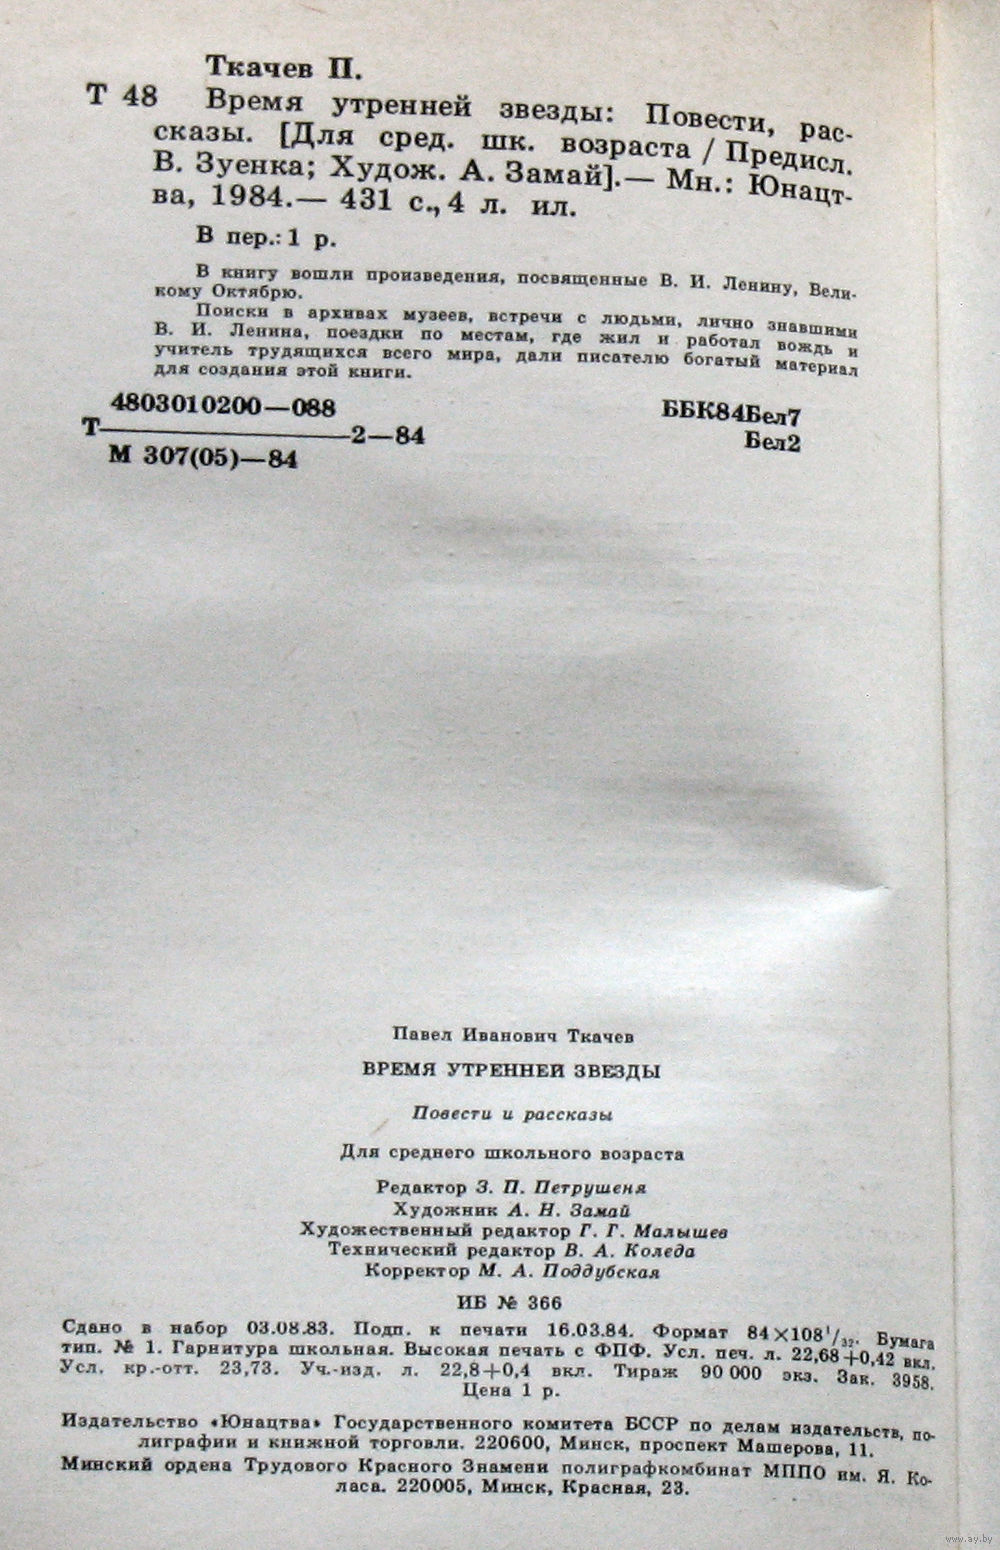 Ткачев П.
Т 48 Время утренней звезды: Повести, рас-
сказы. [Для сред. шк. возраста / Предисл.
В. Зуенка; Худож. А. Замай].— Мн.: Юнацт-
ва, 1984.— 431 с., 4 л. ил.
В пер.: 1 р.
В книгу вошли произведения, посвященные В. И. Ленину, Вели-
кому Октябрю.
Поиски в архивах музеев, встречи с людьми, лично знавшими
В. И. Ленина, поездки по местам, где жил и работал вождь и
учитель трудящихся всего мира, дали писателю богатый материал
для создания этой книги.
4803010200—088
Т——————2—84
М 307(05)—84
ББК84Бел7
Бел2
Павел Иванович Ткачев
ВРЕМЯ УТРЕННЕЙ ЗВЕЗДЫ
Повести и рассказы
Для среднего школьного возраста
Редактор З. П. Петрушеня
Художник А. Н. Замай
Художественный редактор Г. Г. Малышев
Технический редактор В. А. Коледа
Корректор М. А. Поддубская
ИБ № 366
Сдано в набор 03.08.83. Подп. к печати 16.03.84. Формат 84×108¹/₃₂. Бумага
тип. № 1. Гарнитура школьная. Высокая печать с ФПФ. Усл. печ. л. 22,68+0,42 вкл.
Усл. кр.-отт. 23,73. Уч.-изд. л. 22,8+0,4 вкл. Тираж 90 000 экз. Зак. 3958.
Цена 1 р.
Издательство «Юнацтва» Государственного комитета БССР по делам издательств, по-
лиграфии и книжной торговли. 220600, Минск, проспект Машерова, 11.
Минский ордена Трудового Красного Знамени полиграфкомбинат МППО им. Я. Ко-
ласа. 220005, Минск, Красная, 23.
www.ay.by